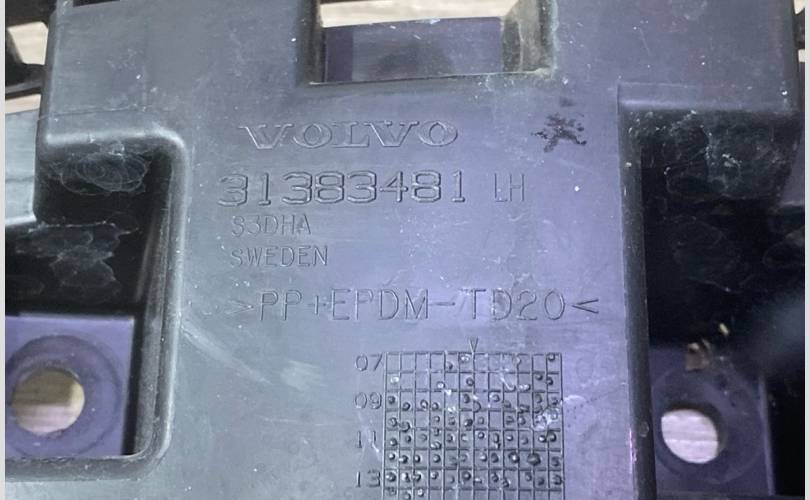 VOLVO
31383481 LH
S3DHA
SWEDEN
>PP+EPDM-TD20<
07
09
11
13